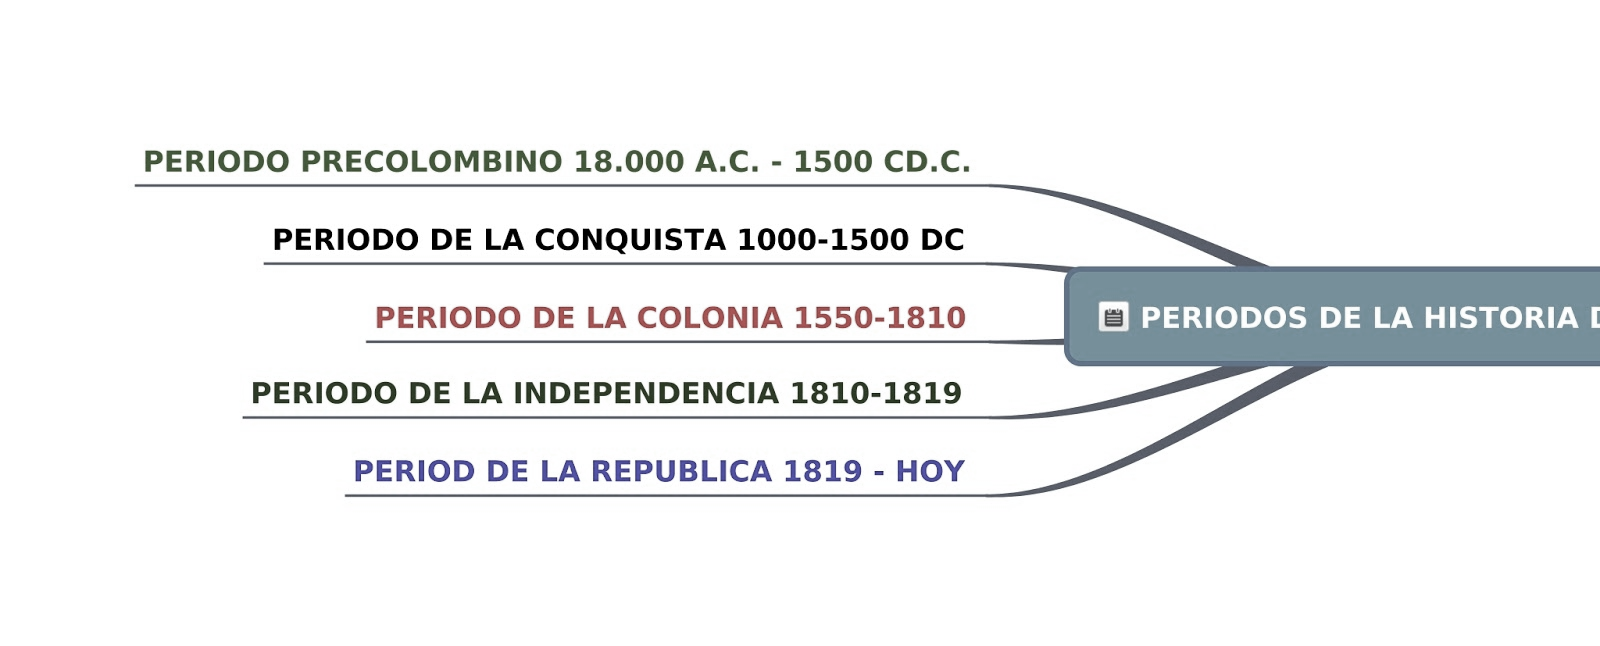 PERIODO PRECOLOMBINO 18.000 A.C. - 1500 CD.C.
PERIODO DE LA CONQUISTA 1000-1500 DC
PERIODO DE LA COLONIA 1550-1810
PERIODOS DE LA HISTORIA
PERIODO DE LA INDEPENDENCIA 1810-1819
PERIOD DE LA REPUBLICA 1819 - HOY